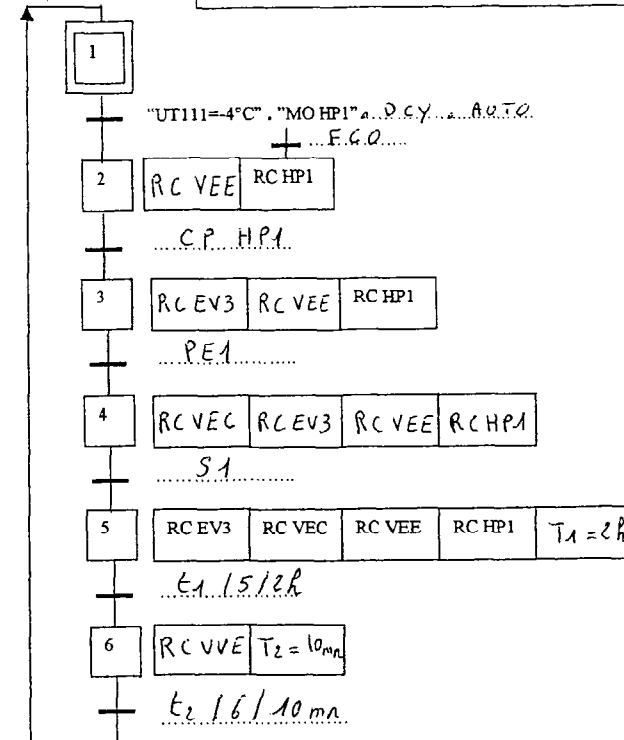 1
"UT111=-4°C" . "MO HP1" . DCY . AUTO
F.G.O
2 RC VEE RC HP1
CP HP1
3 RC EV3 RC VEE RC HP1
PE1
4 RC VEC RC EV3 RC VEE RC HP1
S1
5 RC EV3 RC VEC RC VEE RC HP1 T1 = 2h
t1 / 5 / 2h
6 RC VVE T2 = 10mn
t2 / 6 / 10 mn